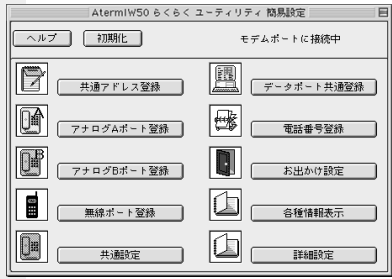 AtermIW50 らくらく ユーティリティ 簡易設定
ヘルプ 初期化 モデムポートに接続中
共通アドレス登録 データポート共通登録
A
アナログAポート登録 電話番号登録
B
アナログBポート登録 お出かけ設定
無線ポート登録 各種情報表示
共通設定 詳細設定